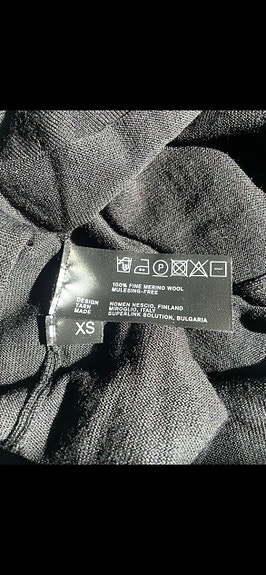 100% FINE MERINO WOOL
MULESING-FREE
DESIGN NOMEN NESCIO, FINLAND
YARN MIROGLIO, ITALY
MADE SUPERLINK SOLUTION, BULGARIA
XS